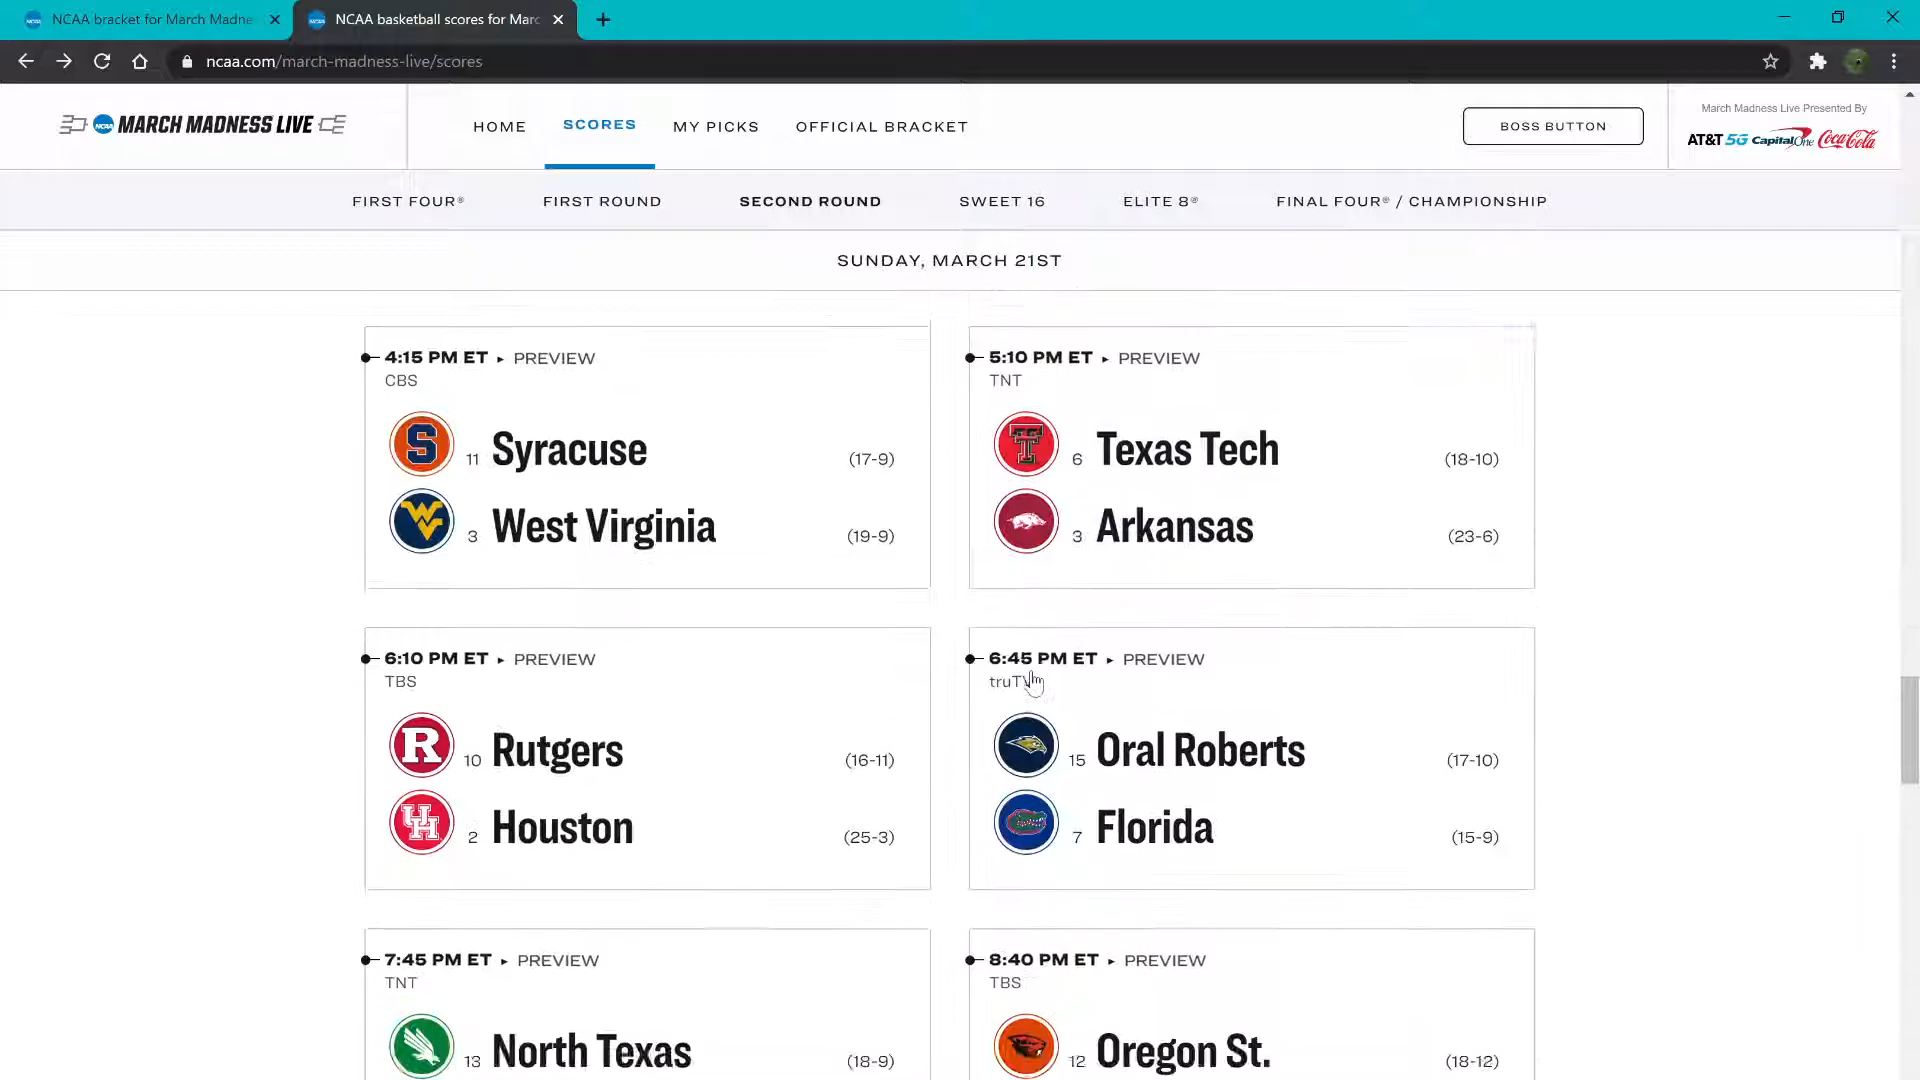 NCAA bracket for March Madne
NCAA basketball scores for Marc
ncaa.com/march-madness-live/scores
NCAA MARCH MADNESS LIVE
HOME
SCORES
MY PICKS
OFFICIAL BRACKET
BOSS BUTTON
March Madness Live Presented By
AT&T 5G Capital One Coca-Cola
FIRST FOUR®
FIRST ROUND
SECOND ROUND
SWEET 16
ELITE 8®
FINAL FOUR® / CHAMPIONSHIP
SUNDAY, MARCH 21ST
4:15 PM ET ▸ PREVIEW
CBS
11 Syracuse (17-9)
3 West Virginia (19-9)
5:10 PM ET ▸ PREVIEW
TNT
6 Texas Tech (18-10)
3 Arkansas (23-6)
6:10 PM ET ▸ PREVIEW
TBS
R
10 Rutgers (16-11)
2 Houston (25-3)
6:45 PM ET ▸ PREVIEW
truTV
15 Oral Roberts (17-10)
7 Florida (15-9)
7:45 PM ET ▸ PREVIEW
TNT
13 North Texas (18-9)
8:40 PM ET ▸ PREVIEW
TBS
12 Oregon St. (18-12)